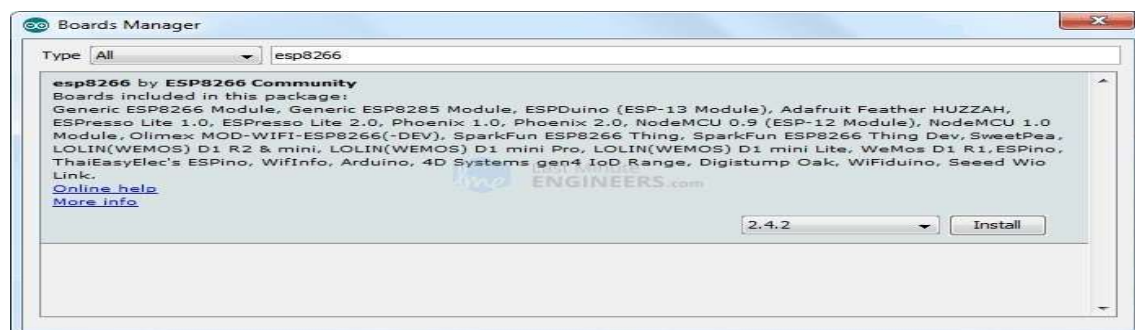 Boards Manager
Type All esp8266
esp8266 by ESP8266 Community
Boards included in this package:
Generic ESP8266 Module, Generic ESP8285 Module, ESPDuino (ESP-13 Module), Adafruit Feather HUZZAH,
ESPresso Lite 1.0, ESPresso Lite 2.0, Phoenix 1.0, Phoenix 2.0, NodeMCU 0.9 (ESP-12 Module), NodeMCU 1.0
Module, Olimex MOD-WIFI-ESP8266(-DEV), SparkFun ESP8266 Thing, SparkFun ESP8266 Thing Dev, SweetPea,
LOLIN(WEMOS) D1 R2 & mini, LOLIN(WEMOS) D1 mini Pro, LOLIN(WEMOS) D1 mini Lite, WeMos D1 R1, ESPino,
ThaiEasyElec's ESPino, WifInfo, Arduino, 4D Systems gen4 IoD Range, Digistump Oak, WiFiduino, Seeed Wio
Link.
Last Minute
ENGINEERS.com
Online help
More info
2.4.2 Install